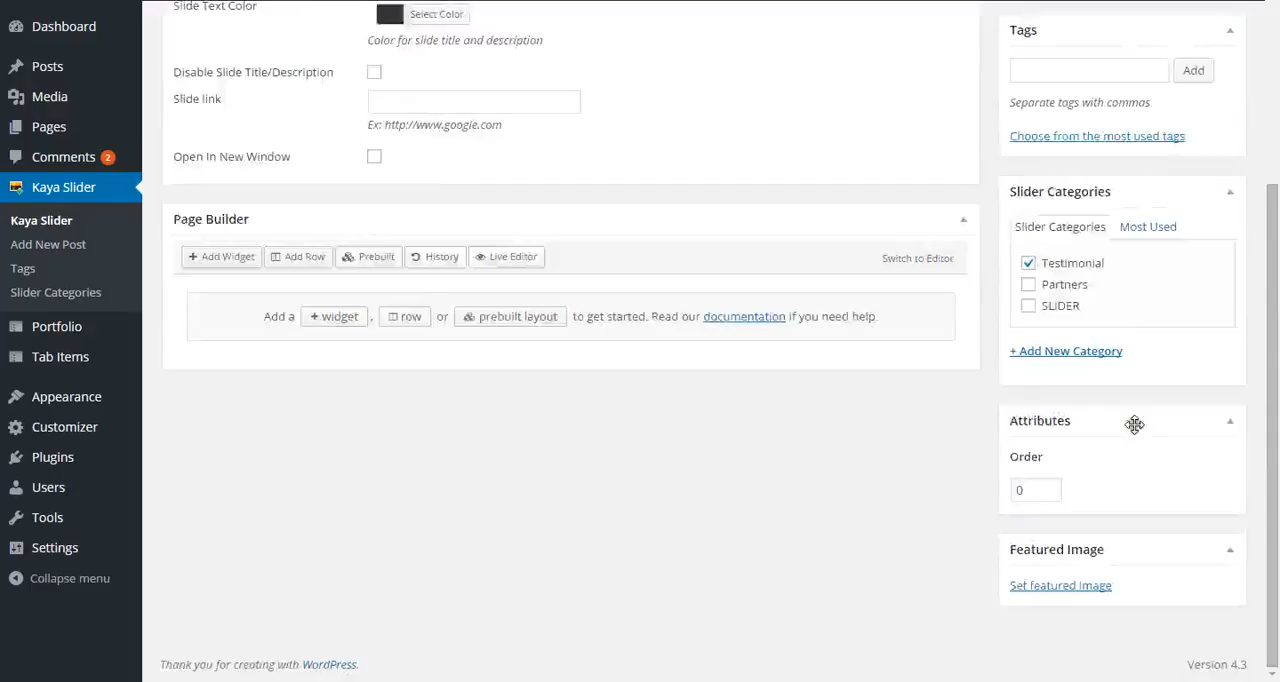 Dashboard
Posts
Media
Pages
Comments 2
Kaya Slider
Kaya Slider
Add New Post
Tags
Slider Categories
Portfolio
Tab Items
Appearance
Customizer
Plugins
Users
Tools
Settings
Collapse menu
Slide Text Color
Select Color
Color for slide title and description
Disable Slide Title/Description
Slide link
Ex: http://www.google.com
Open In New Window
Page Builder
Add Widget Add Row Prebuilt History Live Editor Switch to Editor
Add a + widget , row or prebuilt layout to get started. Read our documentation if you need help.
Tags
Add
Separate tags with commas
Choose from the most used tags
Slider Categories
Slider Categories Most Used
Testimonial
Partners
SLIDER
+ Add New Category
Attributes
Order
0
Featured Image
Set featured image
Thank you for creating with WordPress.
Version 4.3